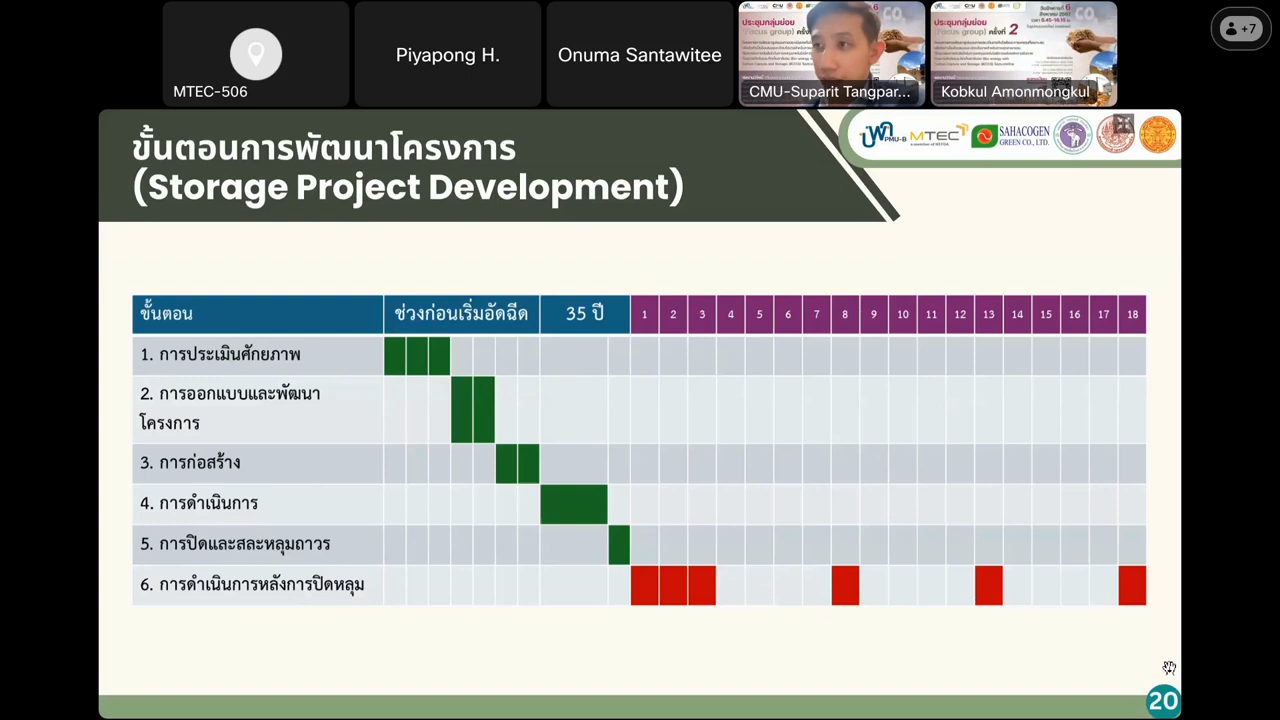 MTEC-506
Piyapong H.
Onuma Santawitee
ประชุมกลุ่มย่อย
CMU-Suparit Tangpar...
ประชุมกลุ่มย่อย
(Focus group) ครั้งที่ 2
Kobkul Amonmongkul
+7
ขั้นตอนการพัฒนาโครงการ
(Storage Project Development)
PMU-B
MTEC
a member of NSTDA
SAHACOGEN
GREEN CO., LTD.
ขั้นตอน ช่วงก่อนเริ่มอัดฉีด 35 ปี 1 2 3 4 5 6 7 8 9 10 11 12 13 14 15 16 17 18
1. การประเมินศักยภาพ
2. การออกแบบและพัฒนา
โครงการ
3. การก่อสร้าง
4. การดำเนินการ
5. การปิดและสละหลุมถาวร
6. การดำเนินการหลังการปิดหลุม
20